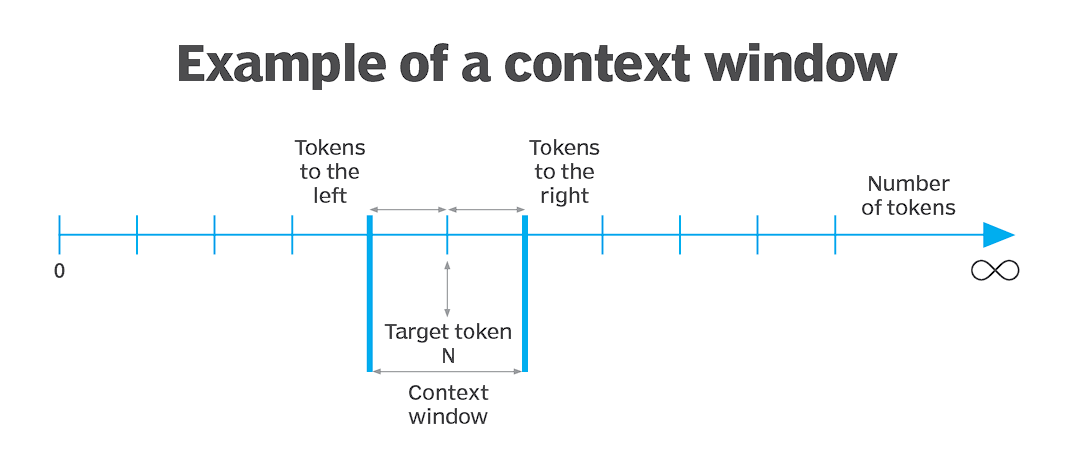 Example of a context window
Tokens
to the
left
Tokens
to the
right
Number
of tokens
0
∞
Target token
N
Context
window